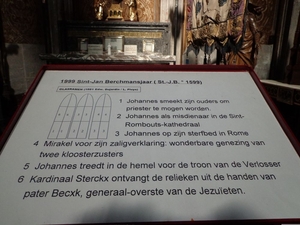 1999 Sint-Jan Berchmansjaar ( St.-J.B. ° 1599)
1 Johannes smeekt zijn ouders om
priester te mogen worden.
2 Johannes als misdienaar in de Sint-
Rombouts-kathedraal
3 Johannes op zijn sterfbed in Rome
4 Mirakel voor zijn zaligverklaring: wonderbare genezing van
twee kloosterzusters
5 Johannes treedt in de hemel voor de troon van de Verlosser
6 Kardinaal Sterckx ontvangt de relieken uit de handen van
pater Beckx, generaal-overste van de Jezuïeten.